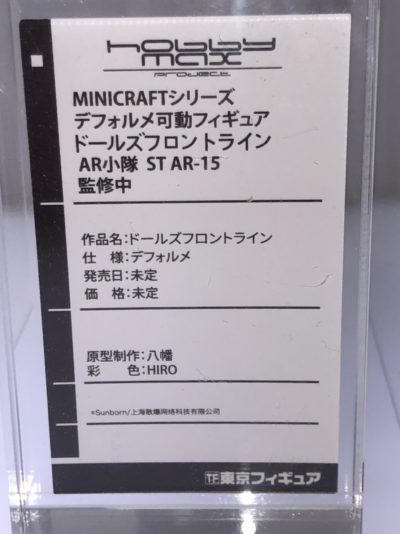 hobby
max
project
MINICRAFTシリーズ
デフォルメ可動フィギュア
ドールズフロントライン
AR小隊 ST AR-15
監修中
作品名:ドールズフロントライン
仕 様:デフォルメ
発売日:未定
価 格:未定
原型制作:八幡
彩 色:HIRO
©Sunborn/上海散爆网络科技有限公司
TF 東京フィギュア